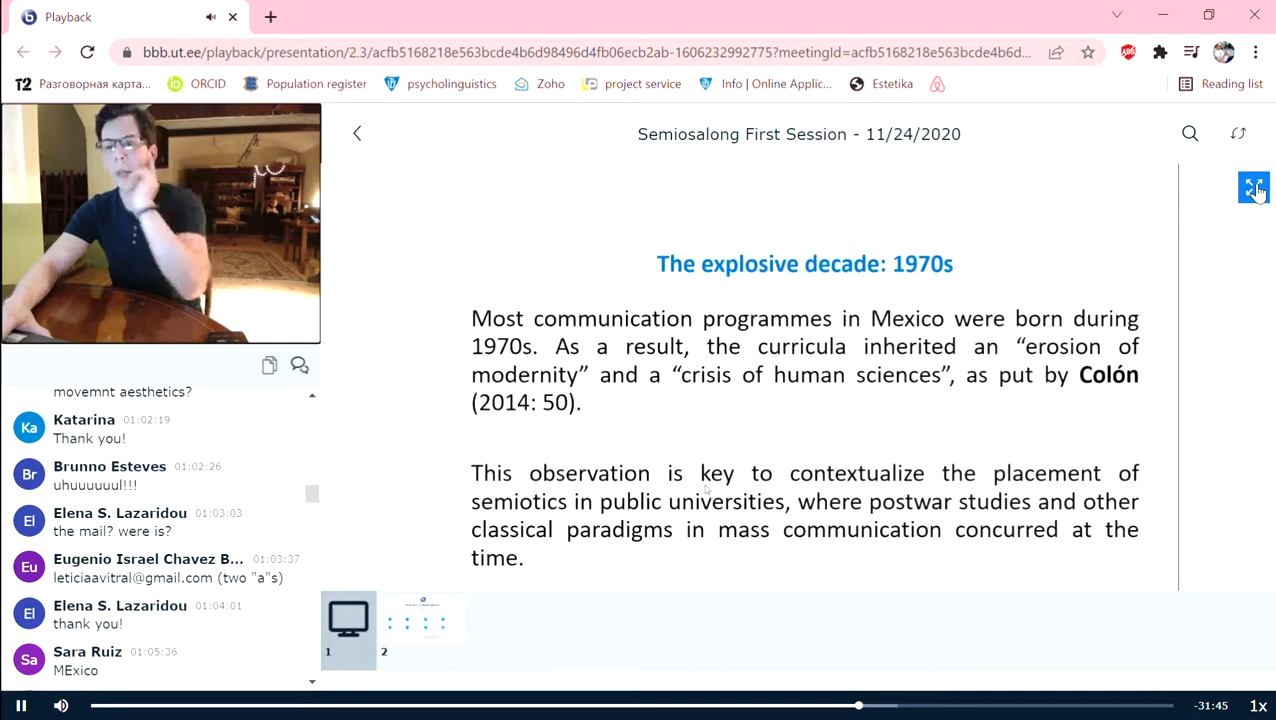 Playback
bbb.ut.ee/playback/presentation/2.3/acfb5168218e563bcde4b6d98496d4fb06ecb2ab-1606232992775?meetingId=acfb5168218e563bcde4b6d...
T2 Разговорная карта... ORCID Population register psycholinguistics Zoho project service Info | Online Applic... Estetika Reading list
Semiosalong First Session - 11/24/2020
The explosive decade: 1970s
Most communication programmes in Mexico were born during
1970s. As a result, the curricula inherited an “erosion of
modernity” and a “crisis of human sciences”, as put by Colón
(2014: 50).
This observation is key to contextualize the placement of
semiotics in public universities, where postwar studies and other
classical paradigms in mass communication concurred at the
time.
movemnt aesthetics?
Ka Katarina 01:02:19
Thank you!
Br Brunno Esteves 01:02:26
uhuuuuuul!!!
El Elena S. Lazaridou 01:03:03
the mail? were is?
Eu Eugenio Israel Chavez B... 01:03:37
leticiaavitral@gmail.com (two "a"s)
El Elena S. Lazaridou 01:04:01
thank you!
Sa Sara Ruiz 01:05:36
MExico
1 2
-31:45 1x